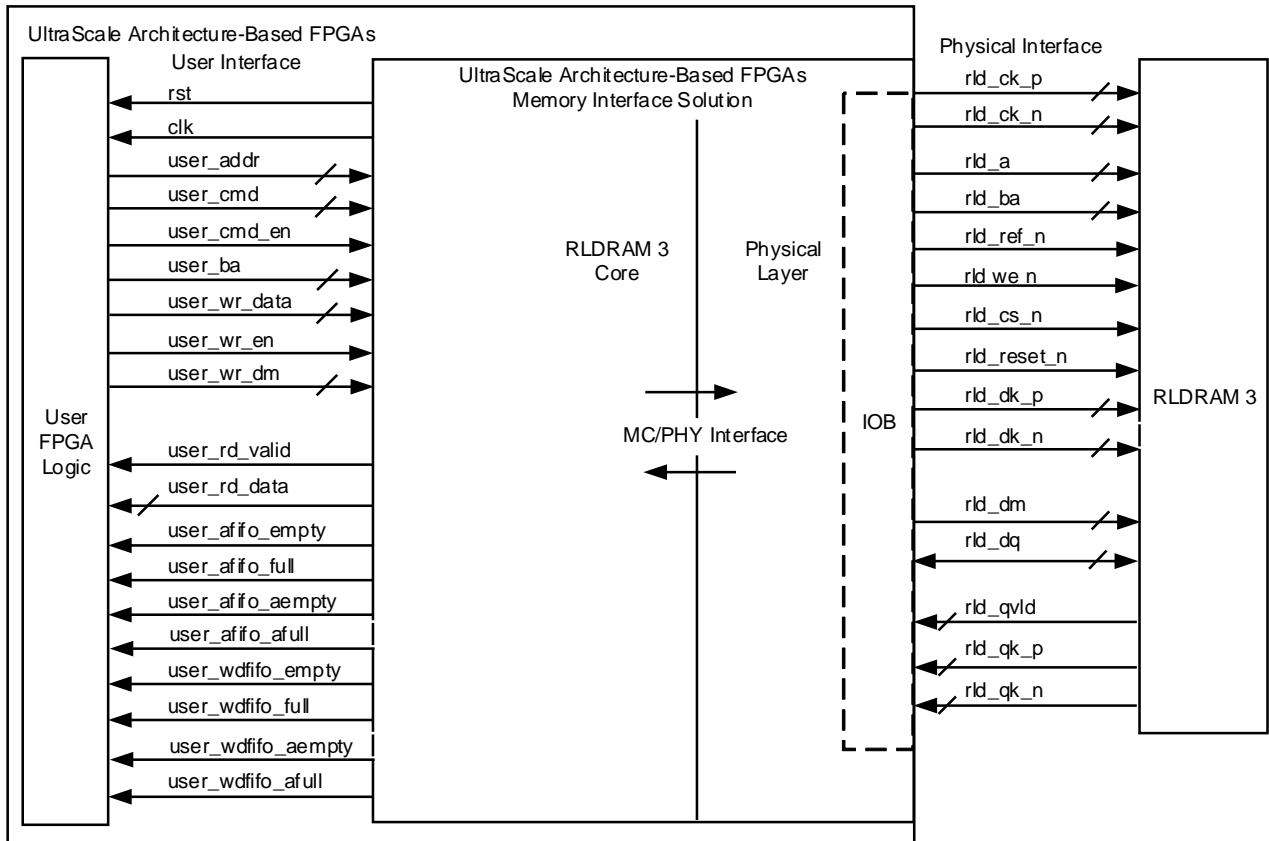 UltraScale Architecture-Based FPGAs
User Interface
Physical Interface
UltraScale Architecture-Based FPGAs
Memory Interface Solution
rst
clk
user_addr
user_cmd
user_cmd_en
user_ba
user_wr_data
user_wr_en
user_wr_dm
User
FPGA
Logic
user_rd_valid
user_rd_data
user_afifo_empty
user_afifo_full
user_afifo_aempty
user_afifo_afull
user_wdfifo_empty
user_wdfifo_full
user_wdfifo_aempty
user_wdfifo_afull
RLDRAM 3
Core
Physical
Layer
MC/PHY Interface
IOB
rld_ck_p
rld_ck_n
rld_a
rld_ba
rld_ref_n
rld we n
rld_cs_n
rld_reset_n
rld_dk_p
rld_dk_n
rld_dm
rld_dq
rld_qvld
rld_qk_p
rld_qk_n
RLDRAM 3